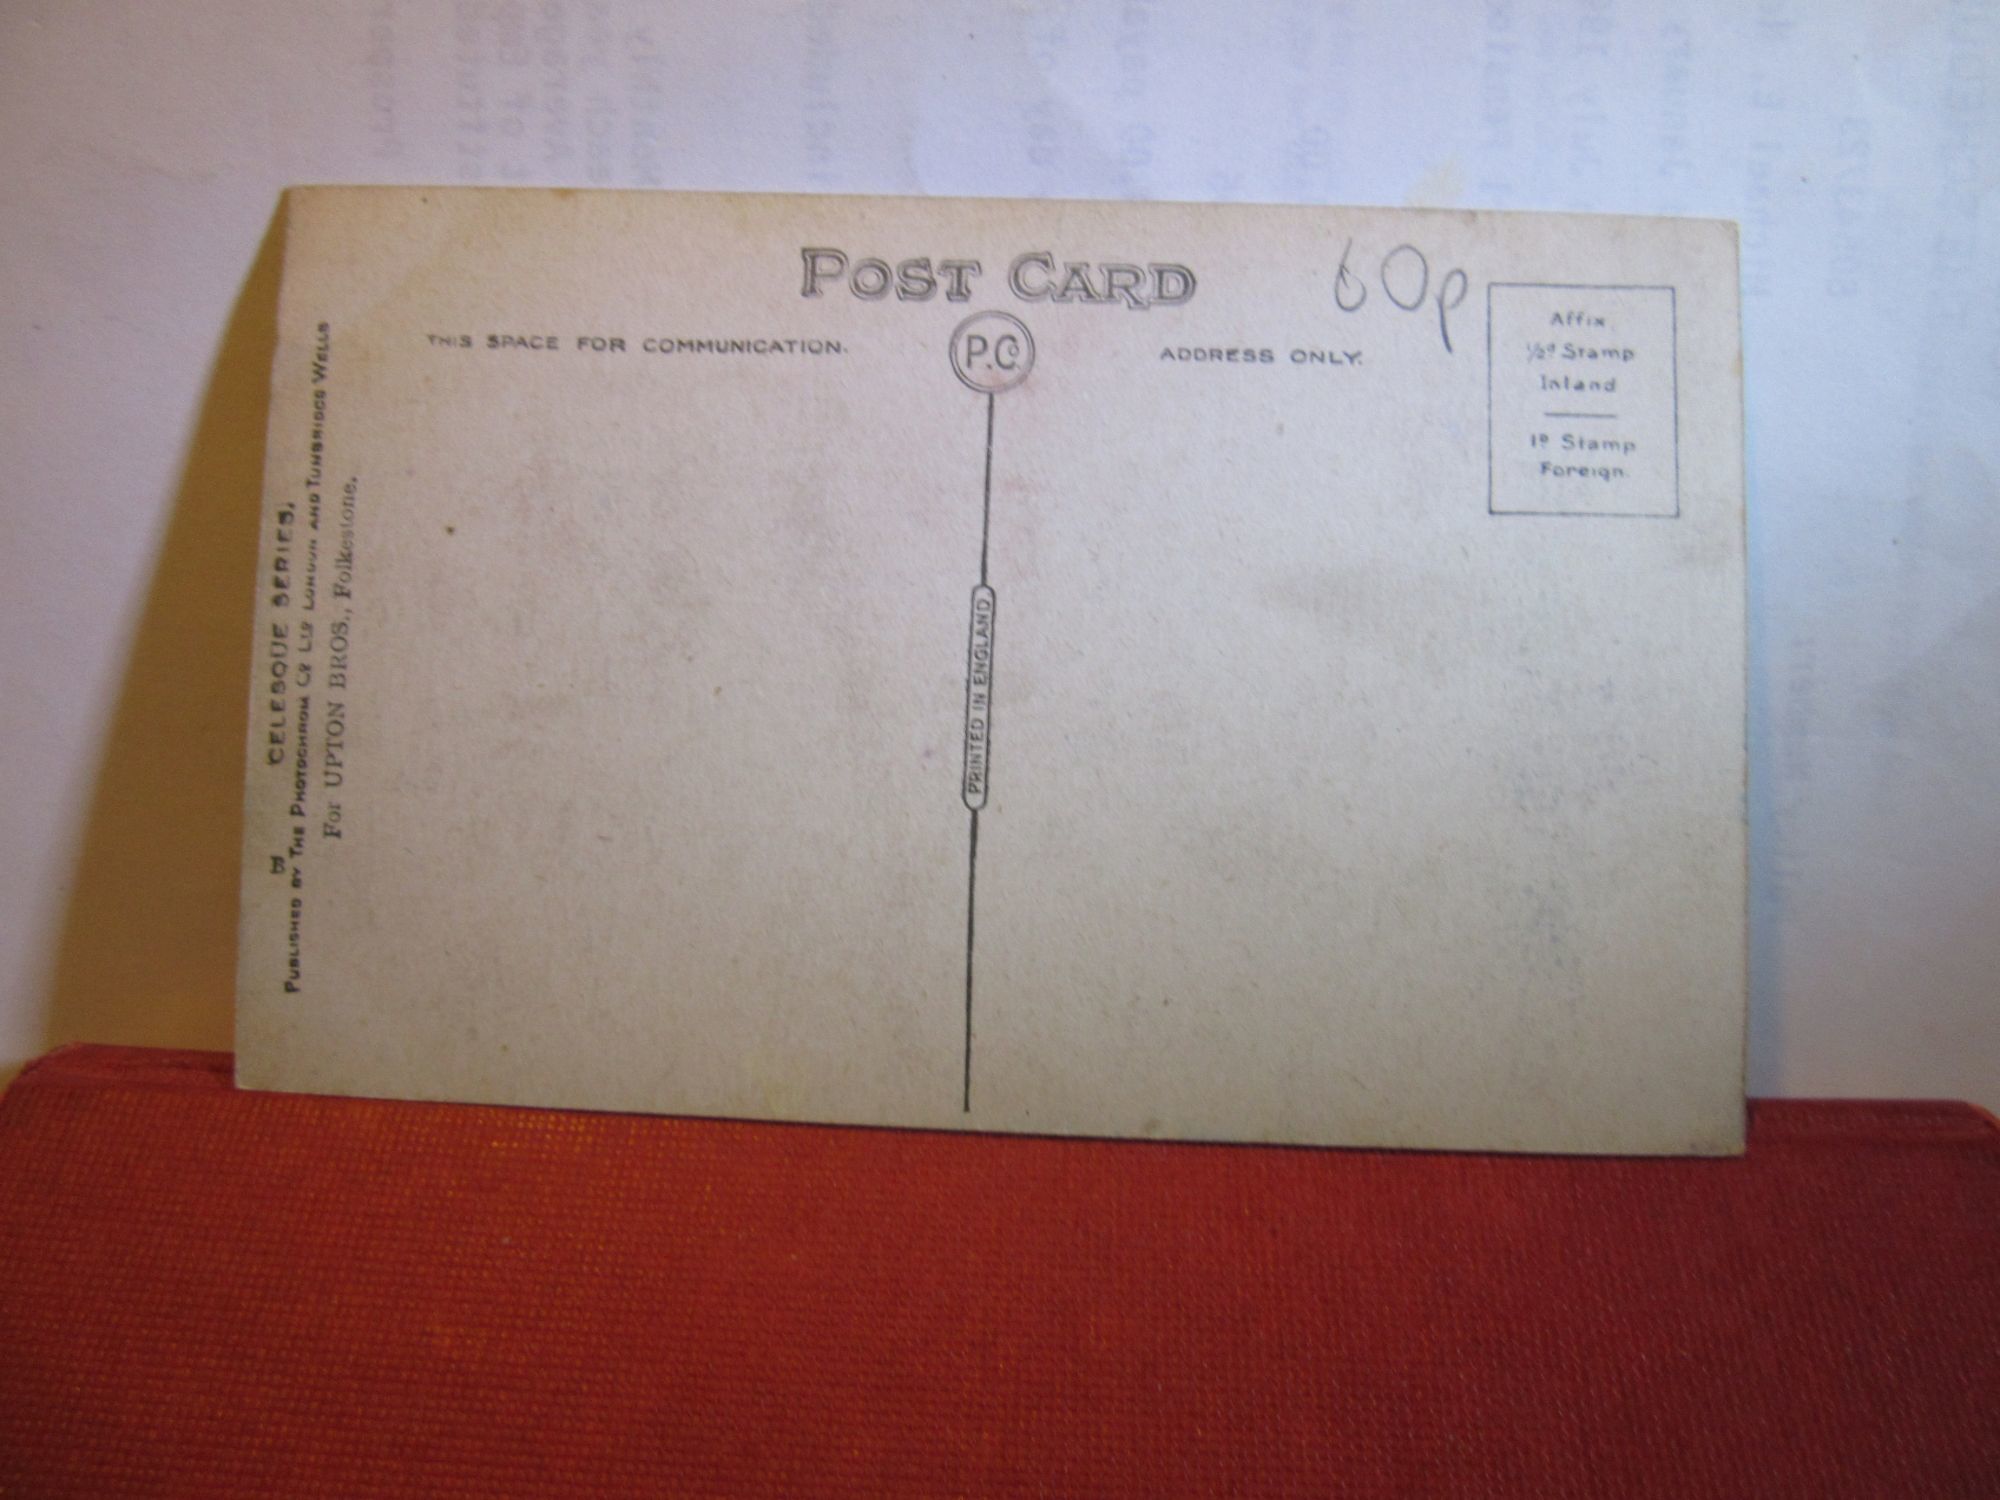 POST CARD
60p
THIS SPACE FOR COMMUNICATION.
P.Cº
ADDRESS ONLY.
Affix
½ᵈ Stamp
Inland
1ᴰ Stamp
Foreign.
PRINTED IN ENGLAND
B CELESQUE SERIES.
PUBLISHED BY THE PHOTOCHROM Cº Lᵀᴰ LONDON AND TUNBRIDGE WELLS
For UPTON BROS., Folkestone.